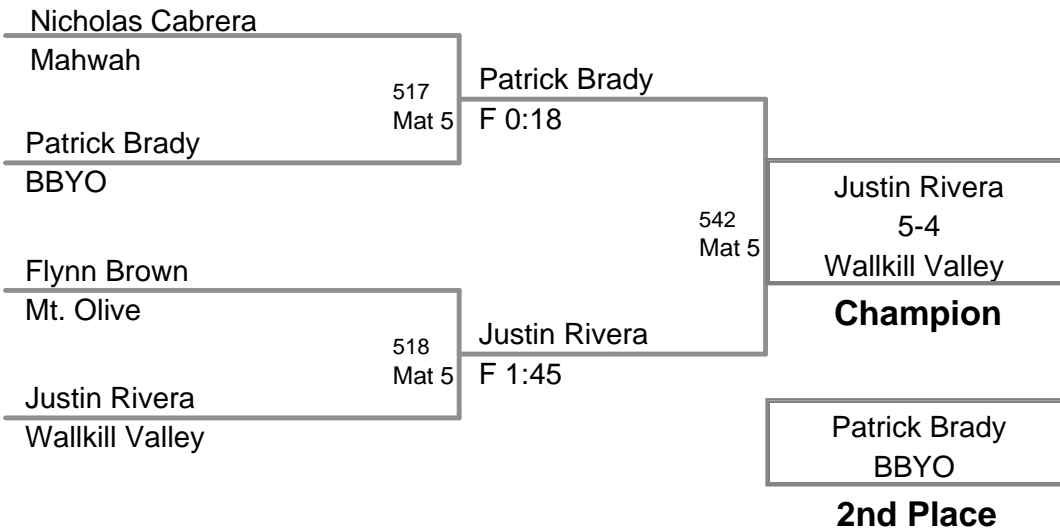 Nicholas Cabrera
Mahwah
517
Mat 5
Patrick Brady
F 0:18
Patrick Brady
BBYO
542
Mat 5
Justin Rivera
5-4
Wallkill Valley
Champion
Flynn Brown
Mt. Olive
518
Mat 5
Justin Rivera
F 1:45
Justin Rivera
Wallkill Valley
Patrick Brady
BBYO
2nd Place